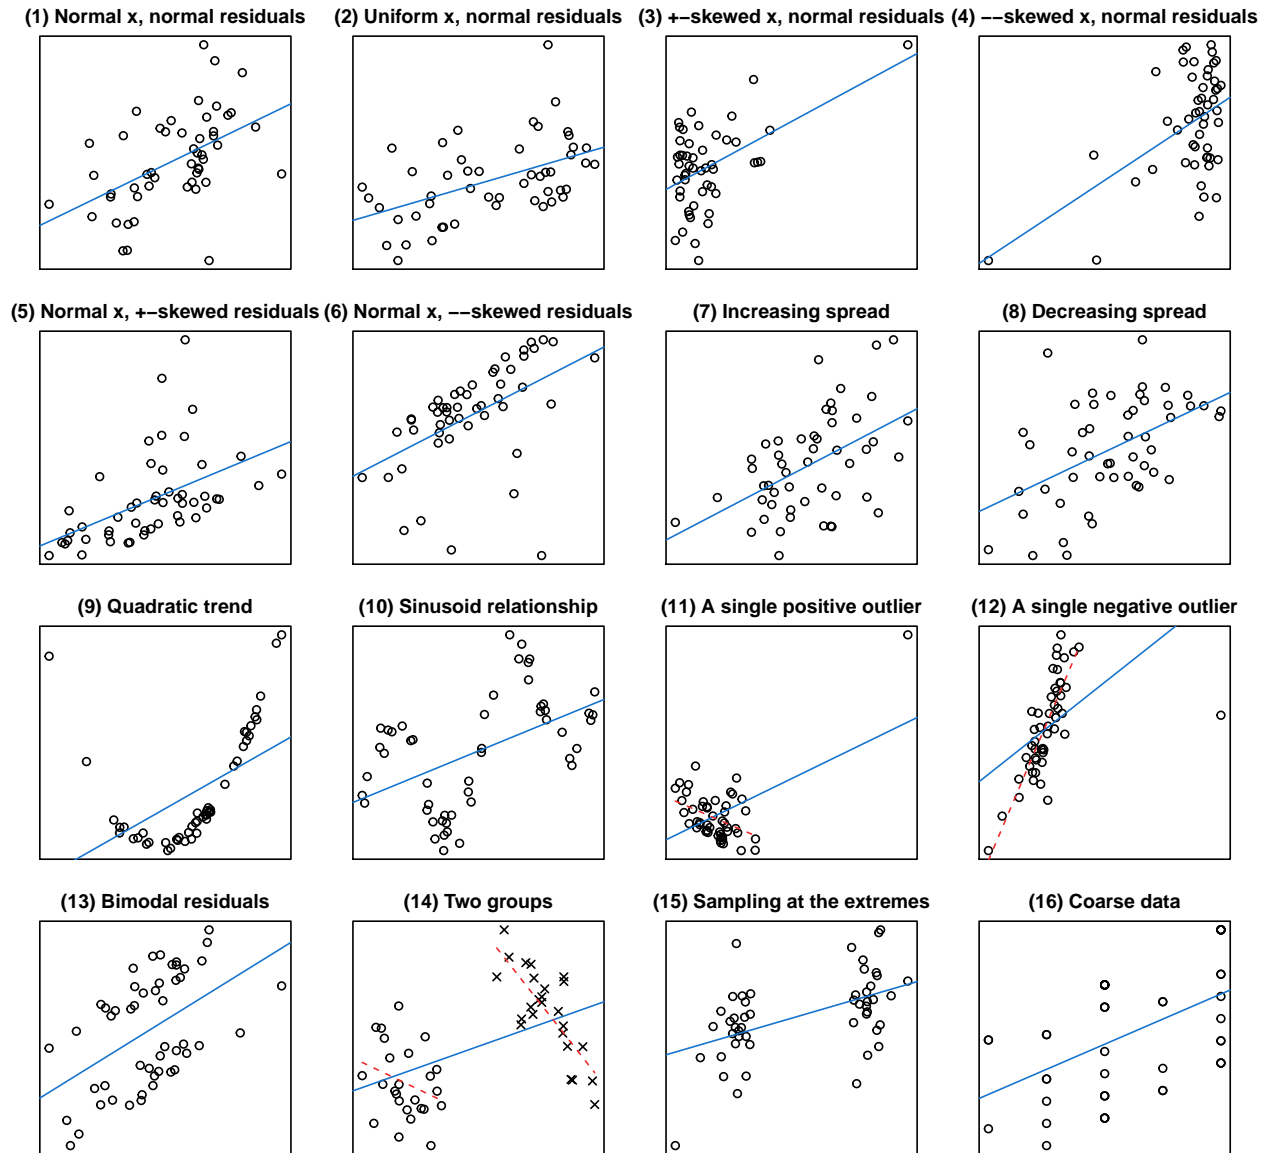 (1) Normal x, normal residuals
(2) Uniform x, normal residuals
(3) +−skewed x, normal residuals
(4) −−skewed x, normal residuals
(5) Normal x, +−skewed residuals
(6) Normal x, −−skewed residuals
(7) Increasing spread
(8) Decreasing spread
(9) Quadratic trend
(10) Sinusoid relationship
(11) A single positive outlier
(12) A single negative outlier
(13) Bimodal residuals
(14) Two groups
(15) Sampling at the extremes
(16) Coarse data